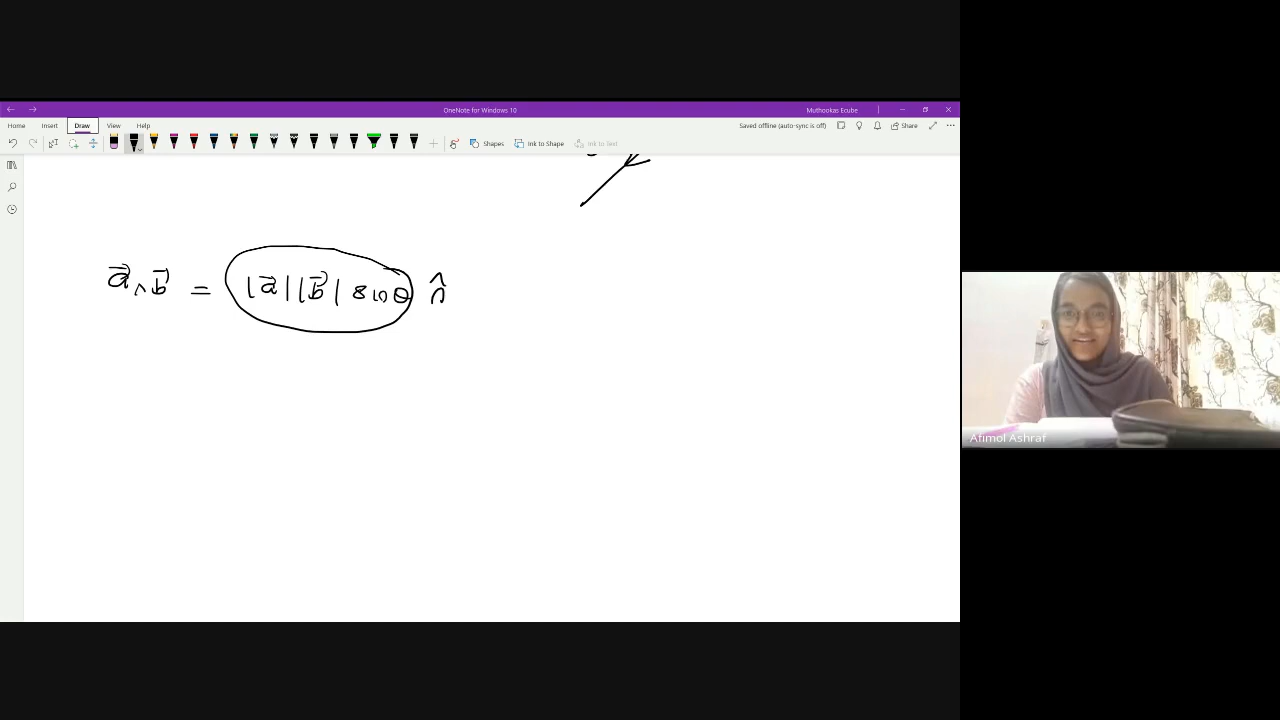 OneNote for Windows 10
Muthookas Ecube
Home Insert Draw View Help
Saved offline (auto-sync is off)
Share
Shapes
Ink to Shape
Ink to Text
a⃗ ∧ b⃗ = |a⃗||b⃗| sin θ n̂
Afimol Ashraf